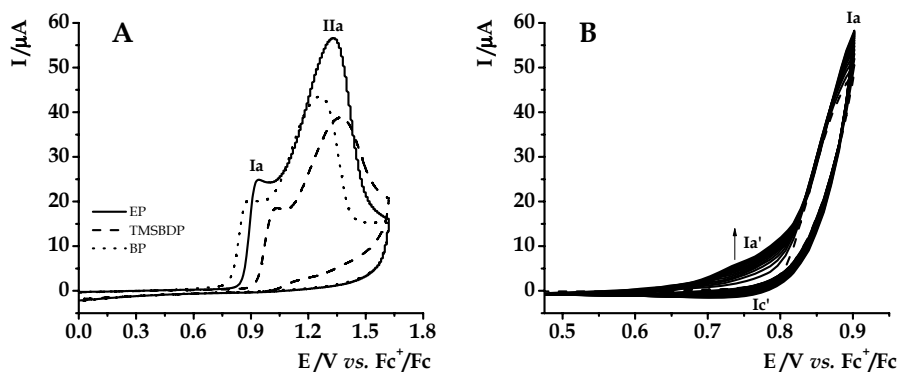 A
I/µA
60
50
40
30
20
10
0
0.0 0.3 0.6 0.9 1.2 1.5 1.8
E/V vs. Fc⁺/Fc
Ia
IIa
EP
TMSBDP
BP
B
I/µA
60
50
40
30
20
10
0
0.5 0.6 0.7 0.8 0.9
E/V vs. Fc⁺/Fc
Ia
Ia'
Ic'